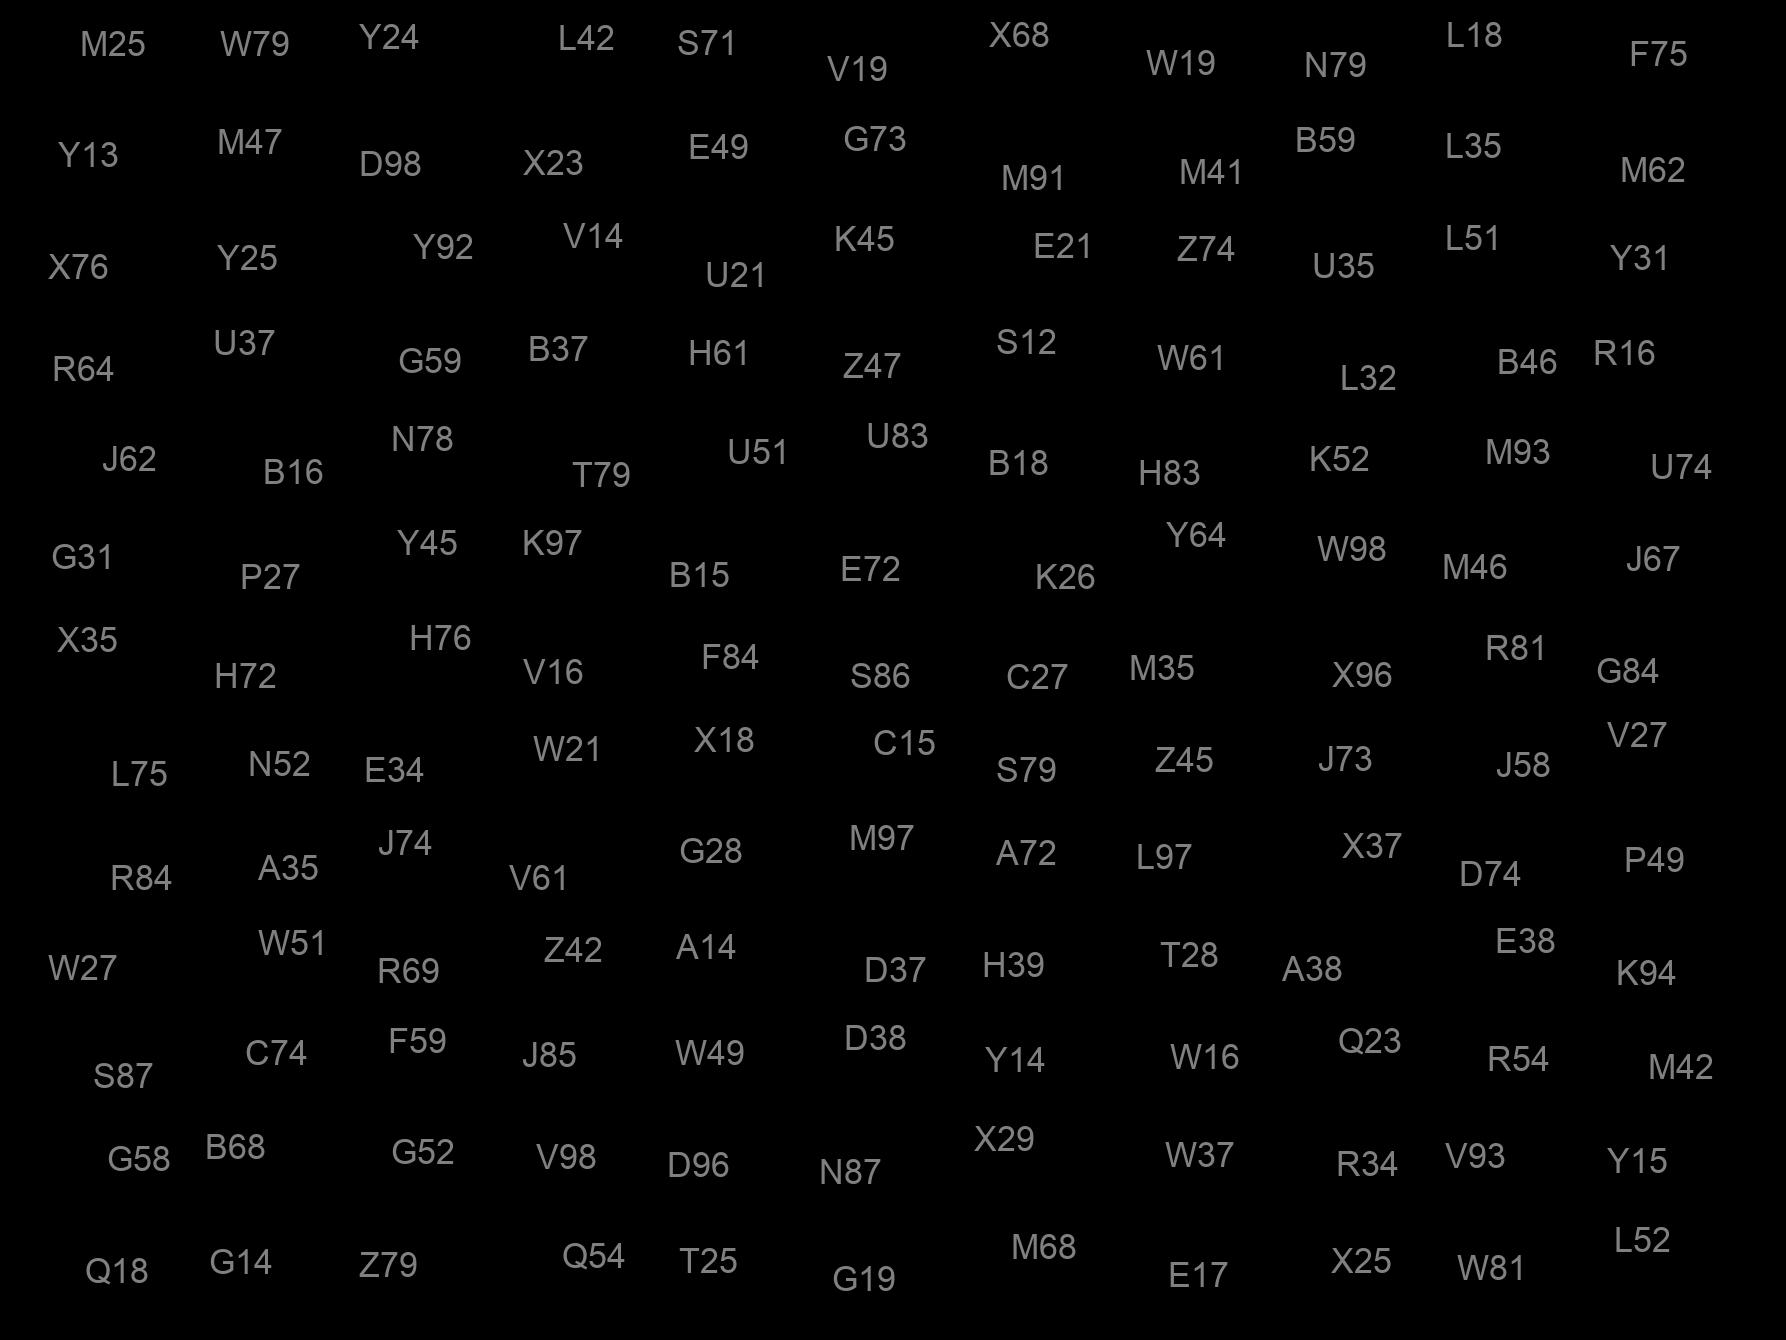 M25 W79 Y24 L42 S71 V19 X68 W19 N79 L18 F75
Y13 M47 D98 X23 E49 G73 M91 M41 B59 L35 M62
X76 Y25 Y92 V14 U21 K45 E21 Z74 U35 L51 Y31
R64 U37 G59 B37 H61 Z47 S12 W61 L32 B46 R16
J62 B16 N78 T79 U51 U83 B18 H83 K52 M93 U74
G31 P27 Y45 K97 B15 E72 K26 Y64 W98 M46 J67
X35 H72 H76 V16 F84 S86 C27 M35 X96 R81 G84
L75 N52 E34 W21 X18 C15 S79 Z45 J73 J58 V27
R84 A35 J74 V61 G28 M97 A72 L97 X37 D74 P49
W27 W51 R69 Z42 A14 D37 H39 T28 A38 E38 K94
S87 C74 F59 J85 W49 D38 Y14 W16 Q23 R54 M42
G58 B68 G52 V98 D96 N87 X29 W37 R34 V93 Y15
Q18 G14 Z79 Q54 T25 G19 M68 E17 X25 W81 L52